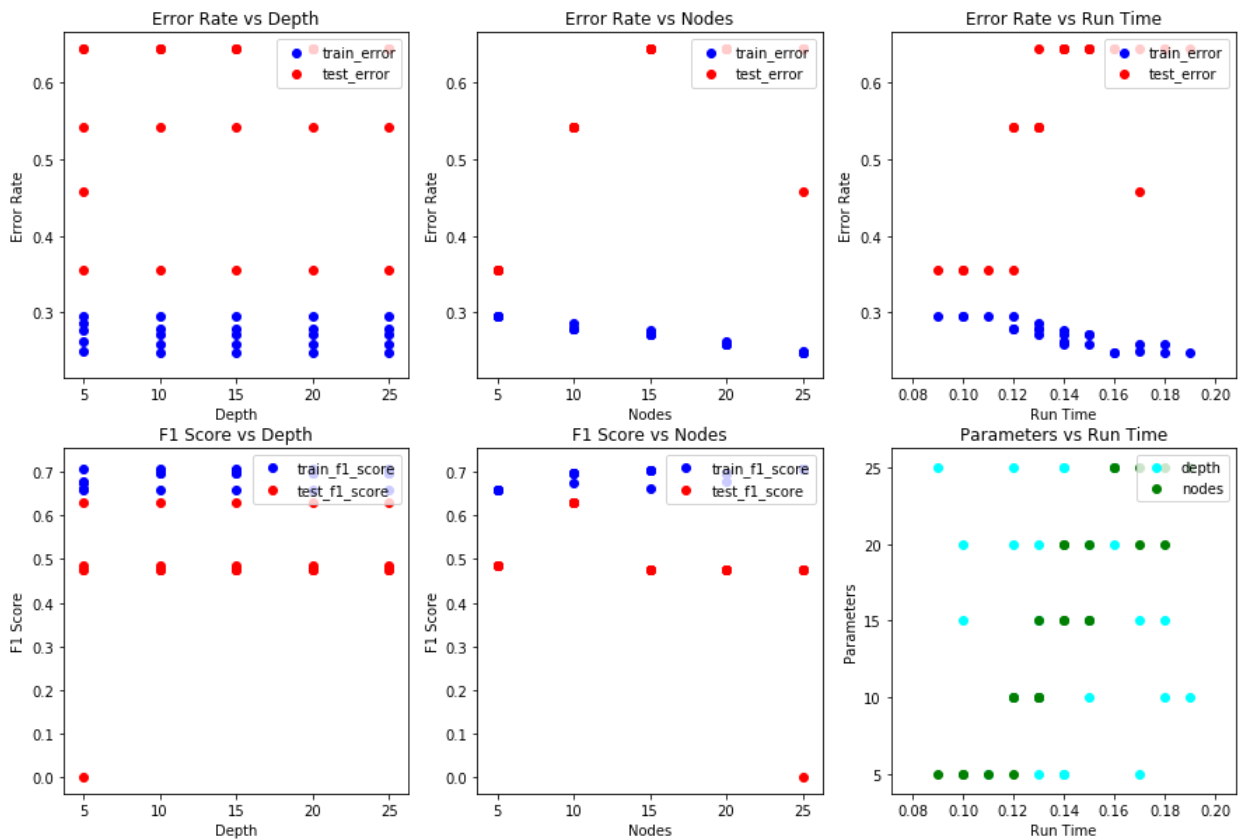 Error Rate vs Depth
train_error
test_error
0.6
0.5
0.4
0.3
Error Rate
5 10 15 20 25
Depth
Error Rate vs Nodes
train_error
test_error
0.6
0.5
0.4
0.3
Error Rate
5 10 15 20 25
Nodes
Error Rate vs Run Time
train_error
test_error
0.6
0.5
0.4
0.3
Error Rate
0.08 0.10 0.12 0.14 0.16 0.18 0.20
Run Time
F1 Score vs Depth
train_f1_score
test_f1_score
0.7
0.6
0.5
0.4
0.3
0.2
0.1
0.0
F1 Score
5 10 15 20 25
Depth
F1 Score vs Nodes
train_f1_score
test_f1_score
0.7
0.6
0.5
0.4
0.3
0.2
0.1
0.0
F1 Score
5 10 15 20 25
Nodes
Parameters vs Run Time
depth
nodes
25
20
15
10
5
Parameters
0.08 0.10 0.12 0.14 0.16 0.18 0.20
Run Time